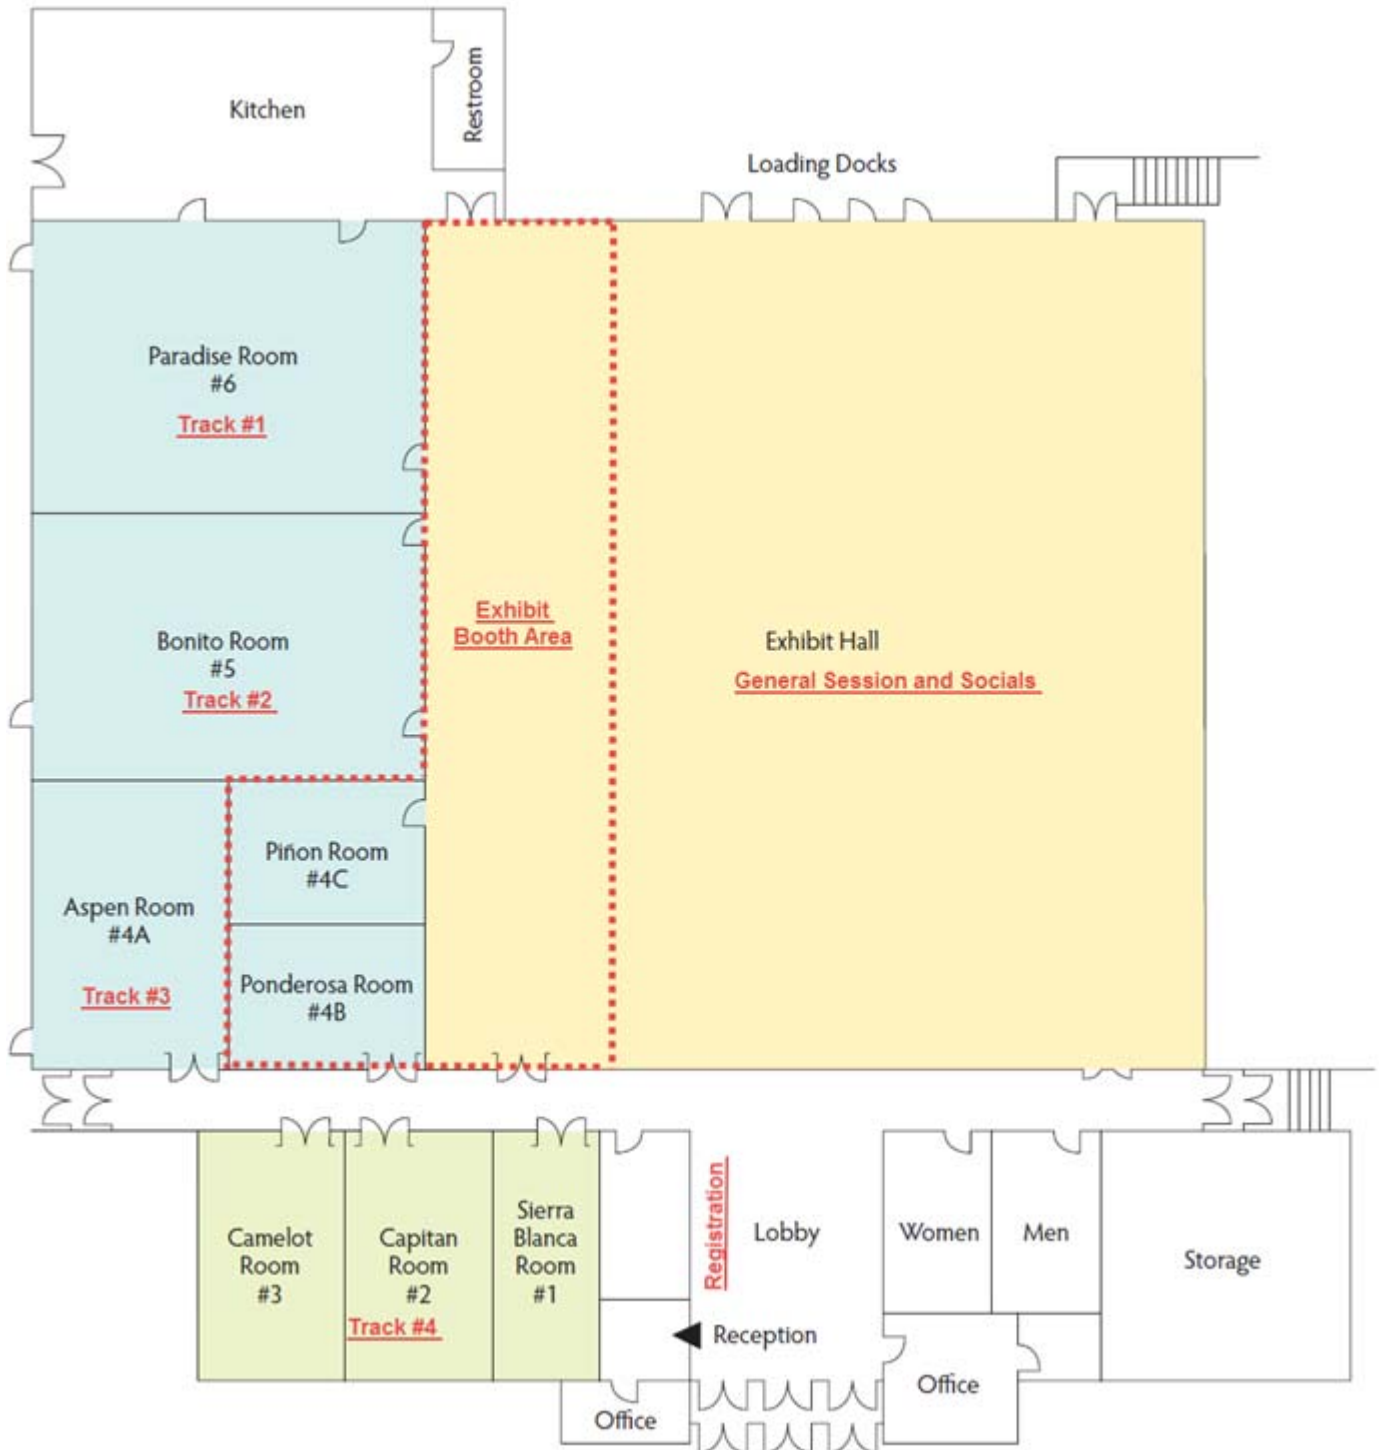 Kitchen
Restroom
Loading Docks
Paradise Room
#6
Track #1
Exhibit
Booth Area
Bonito Room
#5
Track #2
Exhibit Hall
General Session and Socials
Piñon Room
#4C
Aspen Room
#4A
Track #3
Ponderosa Room
#4B
Camelot
Room
#3
Capitan
Room
#2
Track #4
Sierra
Blanca
Room
#1
Registration
Lobby
Women
Men
Storage
Reception
Office
Office